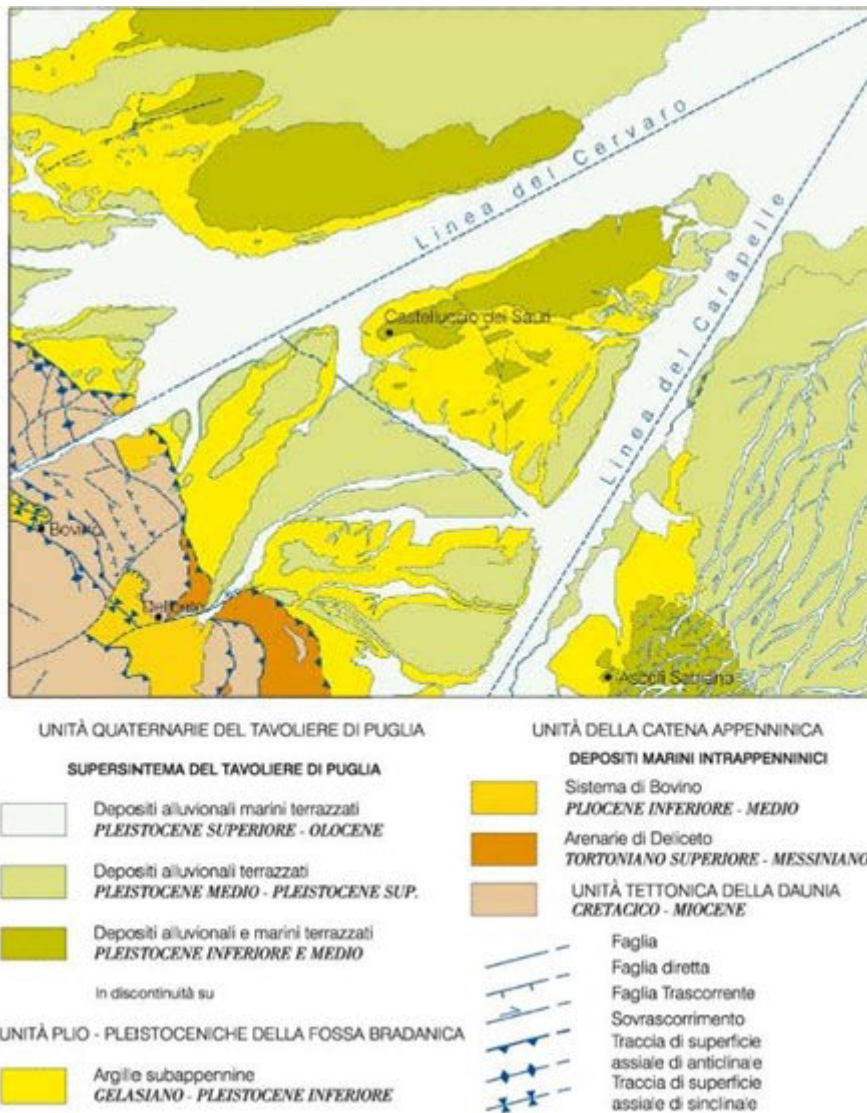 Linea del Cervaro
Castelluccio dei Sauri
Linea del Carapelle
Bovino
Deliceto
Ascoli Satriano
UNITÀ QUATERNARIE DEL TAVOLIERE DI PUGLIA
SUPERSINTEMA DEL TAVOLIERE DI PUGLIA
Depositi alluvionali marini terrazzati
PLEISTOCENE SUPERIORE - OLOCENE
Depositi alluvionali terrazzati
PLEISTOCENE MEDIO - PLEISTOCENE SUP.
Depositi alluvionali e marini terrazzati
PLEISTOCENE INFERIORE E MEDIO
In discontinuità su
UNITÀ PLIO - PLEISTOCENICHE DELLA FOSSA BRADANICA
Argille subappennine
GELASIANO - PLEISTOCENE INFERIORE
UNITÀ DELLA CATENA APPENNINICA
DEPOSITI MARINI INTRAPPENNINICI
Sistema di Bovino
PLIOCENE INFERIORE - MEDIO
Arenarie di Deliceto
TORTONIANO SUPERIORE - MESSINIANO
UNITÀ TETTONICA DELLA DAUNIA
CRETACICO - MIOCENE
Faglia
Faglia diretta
Faglia Trascorrente
Sovrascorrimento
Traccia di superficie
assiale di anticlinale
Traccia di superficie
assiale di sinclinale